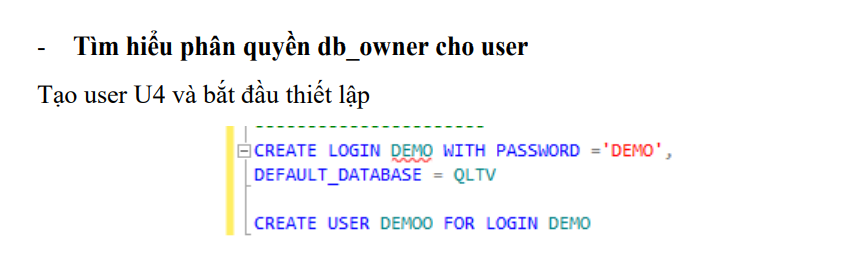 - Tìm hiểu phân quyền db_owner cho user
Tạo user U4 và bắt đầu thiết lập
----------------------
CREATE LOGIN DEMO WITH PASSWORD ='DEMO',
DEFAULT_DATABASE = QLTV
CREATE USER DEMOO FOR LOGIN DEMO